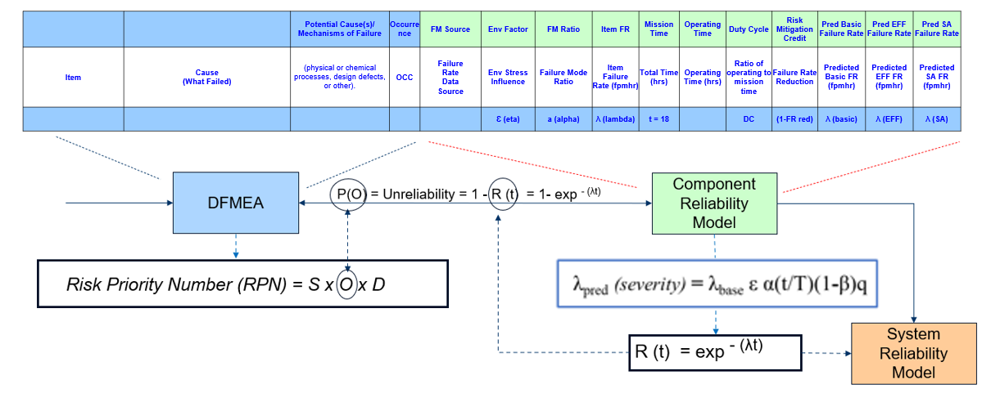 Potential Cause(s)/ Mechanisms of Failure
Occurre nce
FM Source
Env Factor
FM Ratio
Item FR
Mission Time
Operating Time
Duty Cycle
Risk Mitigation Credit
Pred Basic Failure Rate
Pred EFF Failure Rate
Pred SA Failure Rate
Item
Cause
(What Failed)
(physical or chemical
processes, design defects,
or other).
OCC
Failure
Rate
Data
Source
Env Stress
Influence
Failure Mode
Ratio
Item
Failure
Rate (fpmhr)
Total Time
(hrs)
Operating
Time (hrs)
Ratio of
operating to
mission
time
Failure Rate
Reduction
Predicted
Basic FR
(fpmhr)
Predicted
EFF FR
(fpmhr)
Predicted
SA FR
(fpmhr)
Ɛ (eta)
a (alpha)
λ (lambda)
t = 18
DC
(1-FR red)
λ (basic)
λ (EFF)
λ (SA)
DFMEA
P(O) = Unreliability = 1 - R (t) = 1- exp - (λt)
Component
Reliability
Model
Risk Priority Number (RPN) = S x O x D
λpred (severity) = λbase ε α(t/T)(1-β)q
R (t) = exp - (λt)
System
Reliability
Model